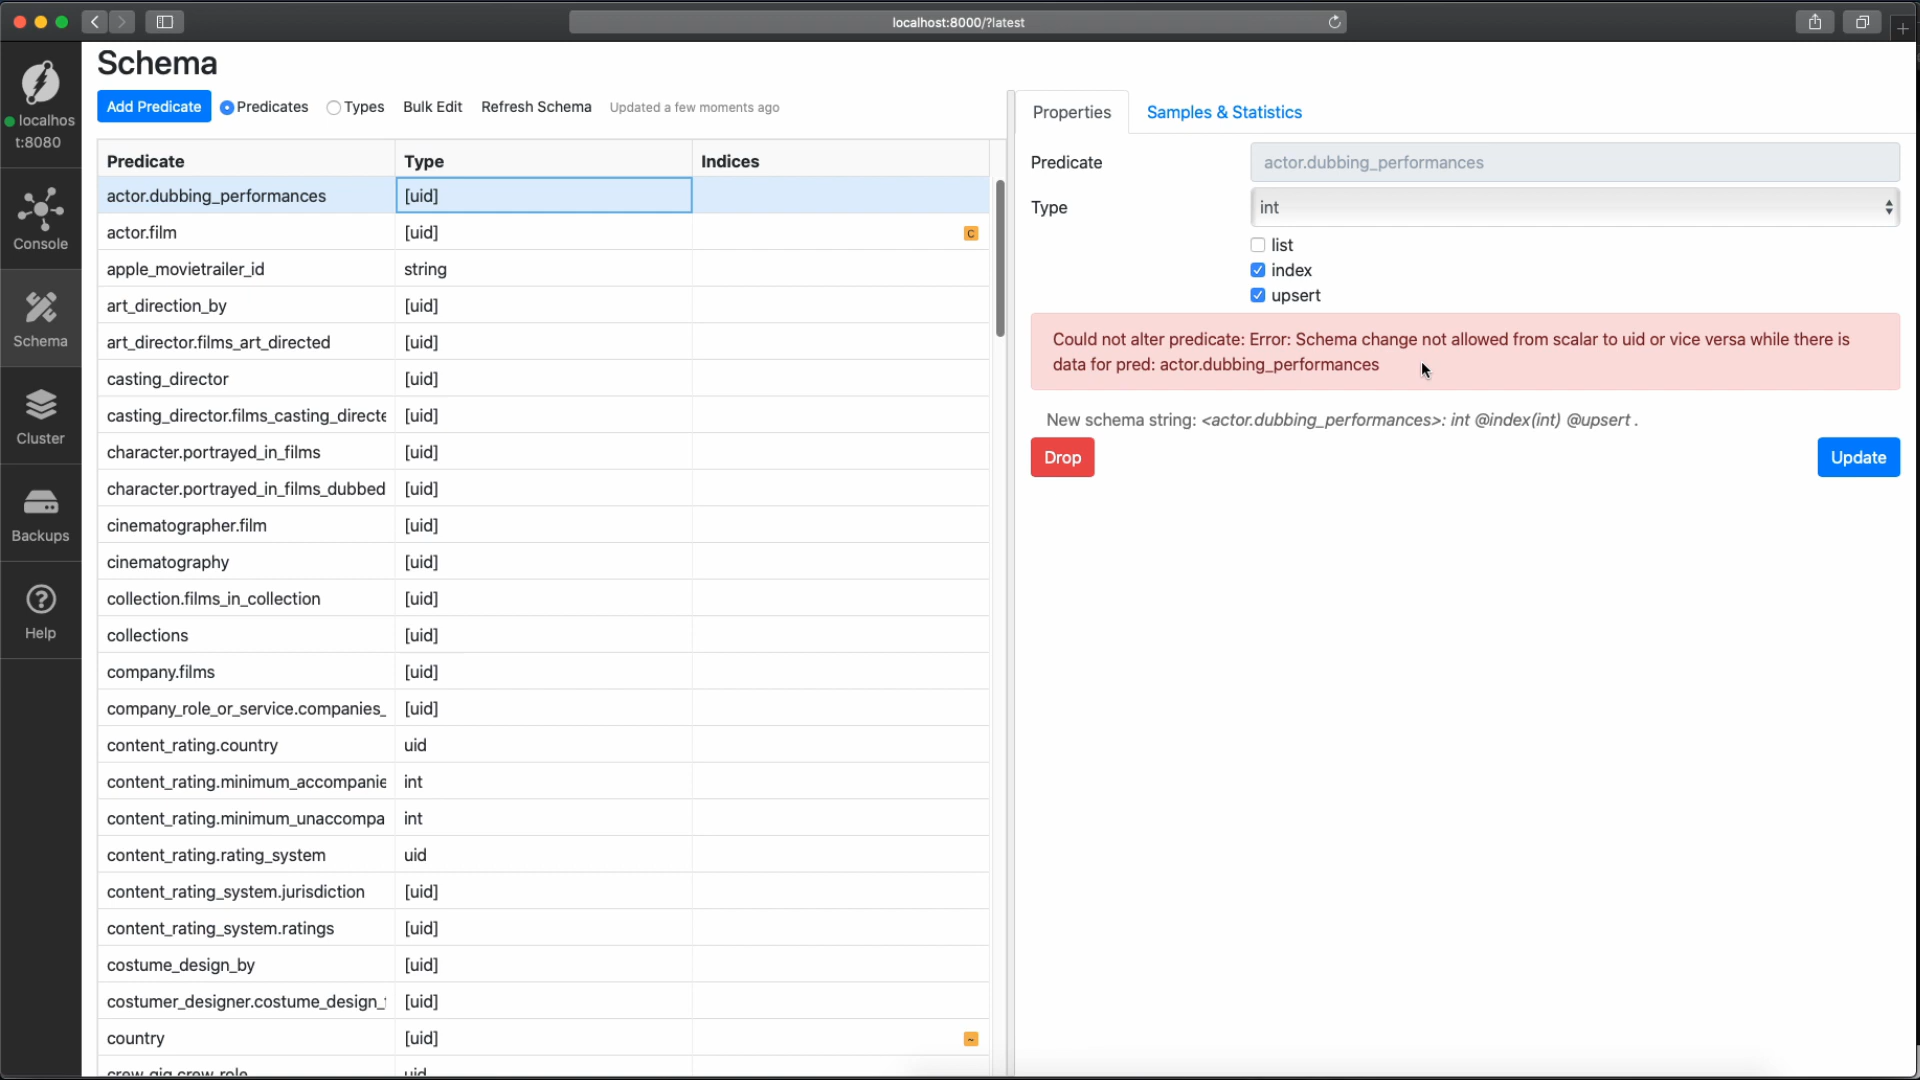 localhost:8000/?latest
localhos
t:8080
Console
Schema
Cluster
Backups
Help
Schema
Add Predicate Predicates Types Bulk Edit Refresh Schema Updated a few moments ago
Predicate Type Indices
actor.dubbing_performances [uid]
actor.film [uid] C
apple_movietrailer_id string
art_direction_by [uid]
art_director.films_art_directed [uid]
casting_director [uid]
casting_director.films_casting_directe [uid]
character.portrayed_in_films [uid]
character.portrayed_in_films_dubbed [uid]
cinematographer.film [uid]
cinematography [uid]
collection.films_in_collection [uid]
collections [uid]
company.films [uid]
company_role_or_service.companies_ [uid]
content_rating.country uid
content_rating.minimum_accompanie int
content_rating.minimum_unaccompa int
content_rating.rating_system uid
content_rating_system.jurisdiction [uid]
content_rating_system.ratings [uid]
costume_design_by [uid]
costumer_designer.costume_design_ [uid]
country [uid] ~
crew_gig.crew_role uid
Properties Samples & Statistics
Predicate actor.dubbing_performances
Type int
list
index
upsert
Could not alter predicate: Error: Schema change not allowed from scalar to uid or vice versa while there is
data for pred: actor.dubbing_performances
New schema string: <actor.dubbing_performances>: int @index(int) @upsert .
Drop Update